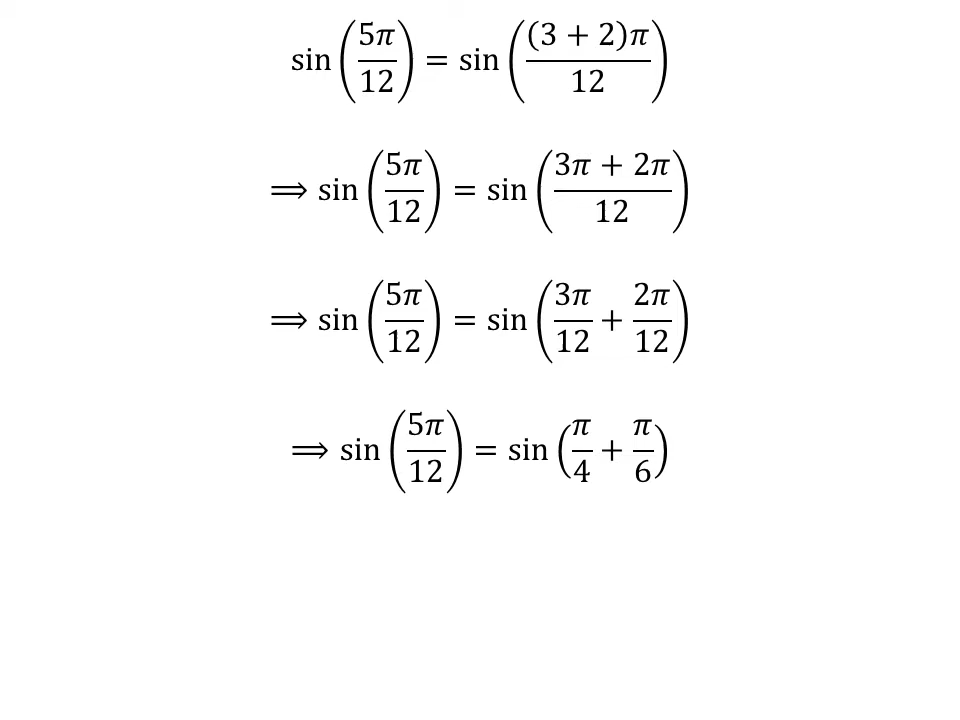 sin (5π/12) = sin ((3 + 2)π/12)
⟹ sin (5π/12) = sin (3π + 2π/12)
⟹ sin (5π/12) = sin (3π/12 + 2π/12)
⟹ sin (5π/12) = sin (π/4 + π/6)